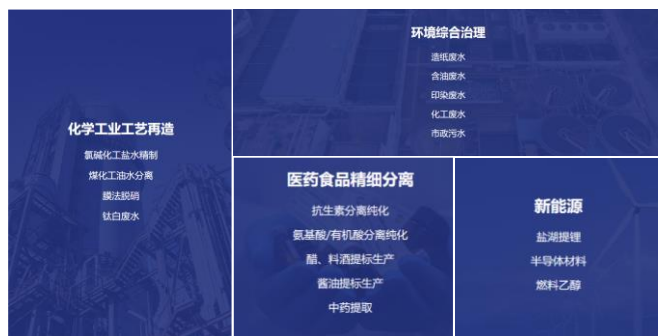 化学工业工艺再造
氯碱化工盐水精制
煤化工油水分离
膜法脱硝
钛白废水
环境综合治理
造纸废水
含油废水
印染废水
化工废水
市政污水
医药食品精细分离
抗生素分离纯化
氨基酸/有机酸分离纯化
醋、料酒提标生产
酱油提标生产
中药提取
新能源
盐湖提锂
半导体材料
燃料乙醇